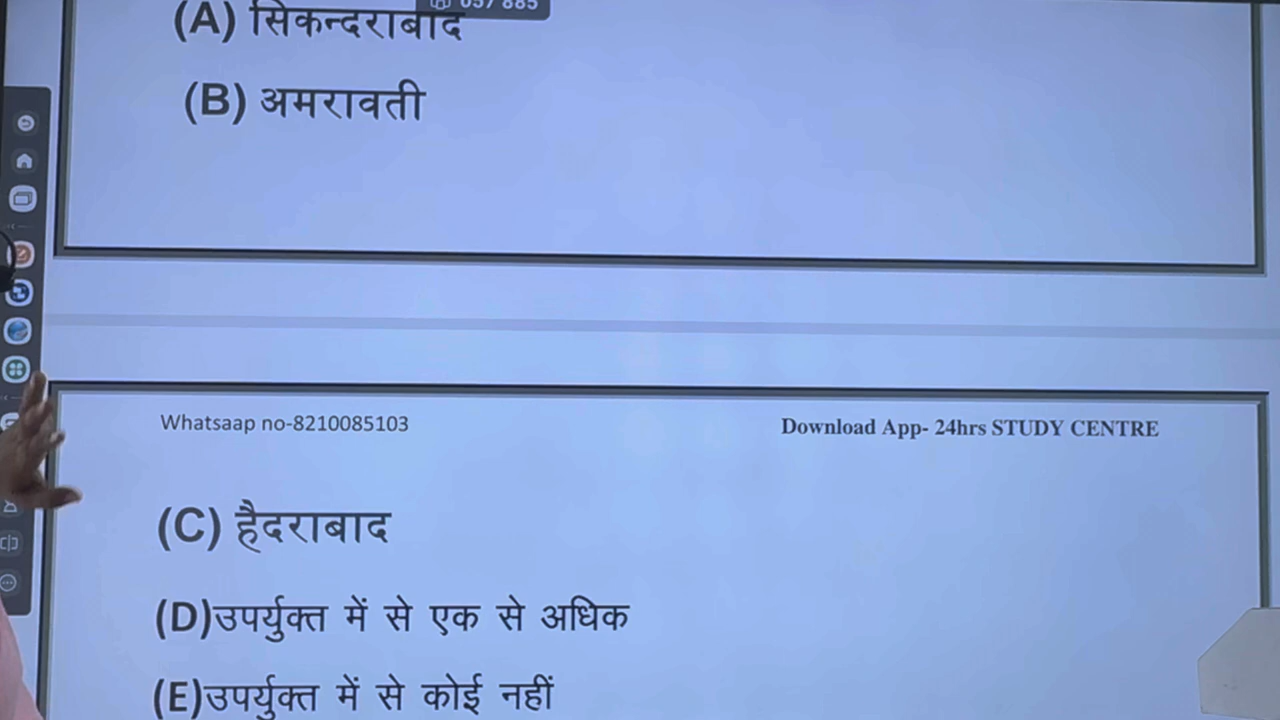 (A) सिकन्दराबाद
(B) अमरावती
Whatsaap no-8210085103
Download App- 24hrs STUDY CENTRE
(C) हैदराबाद
(D)उपर्युक्त में से एक से अधिक
(E)उपर्युक्त में से कोई नहीं